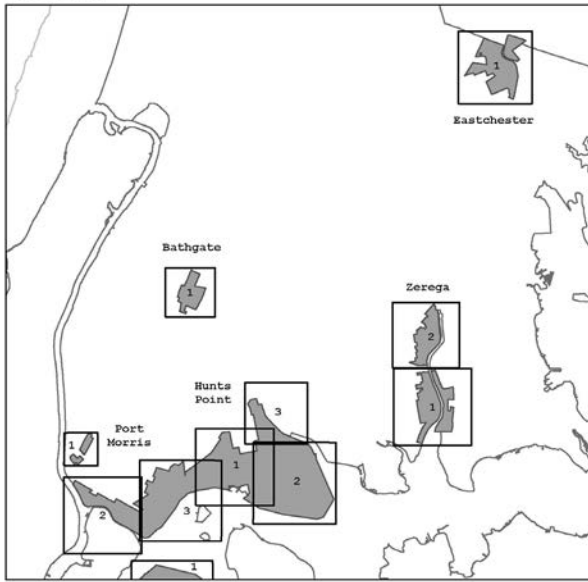 1
Eastchester
Bathgate
1
Zerega
2
1
Hunts
Point
3
Port
Morris
1
1
2
2
3
1